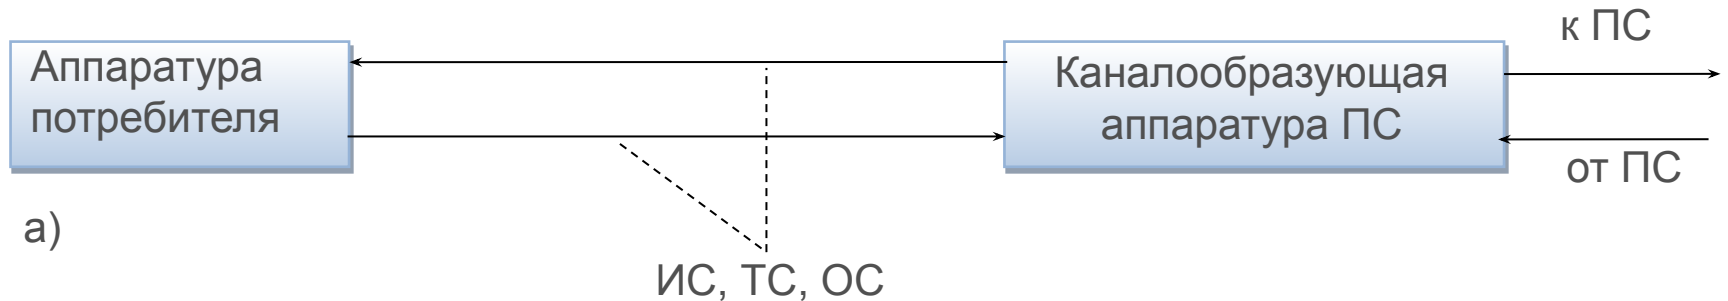 к ПС
Аппаратура
потребителя
Каналообразующая
аппаратура ПС
от ПС
а)
ИС, ТС, ОС